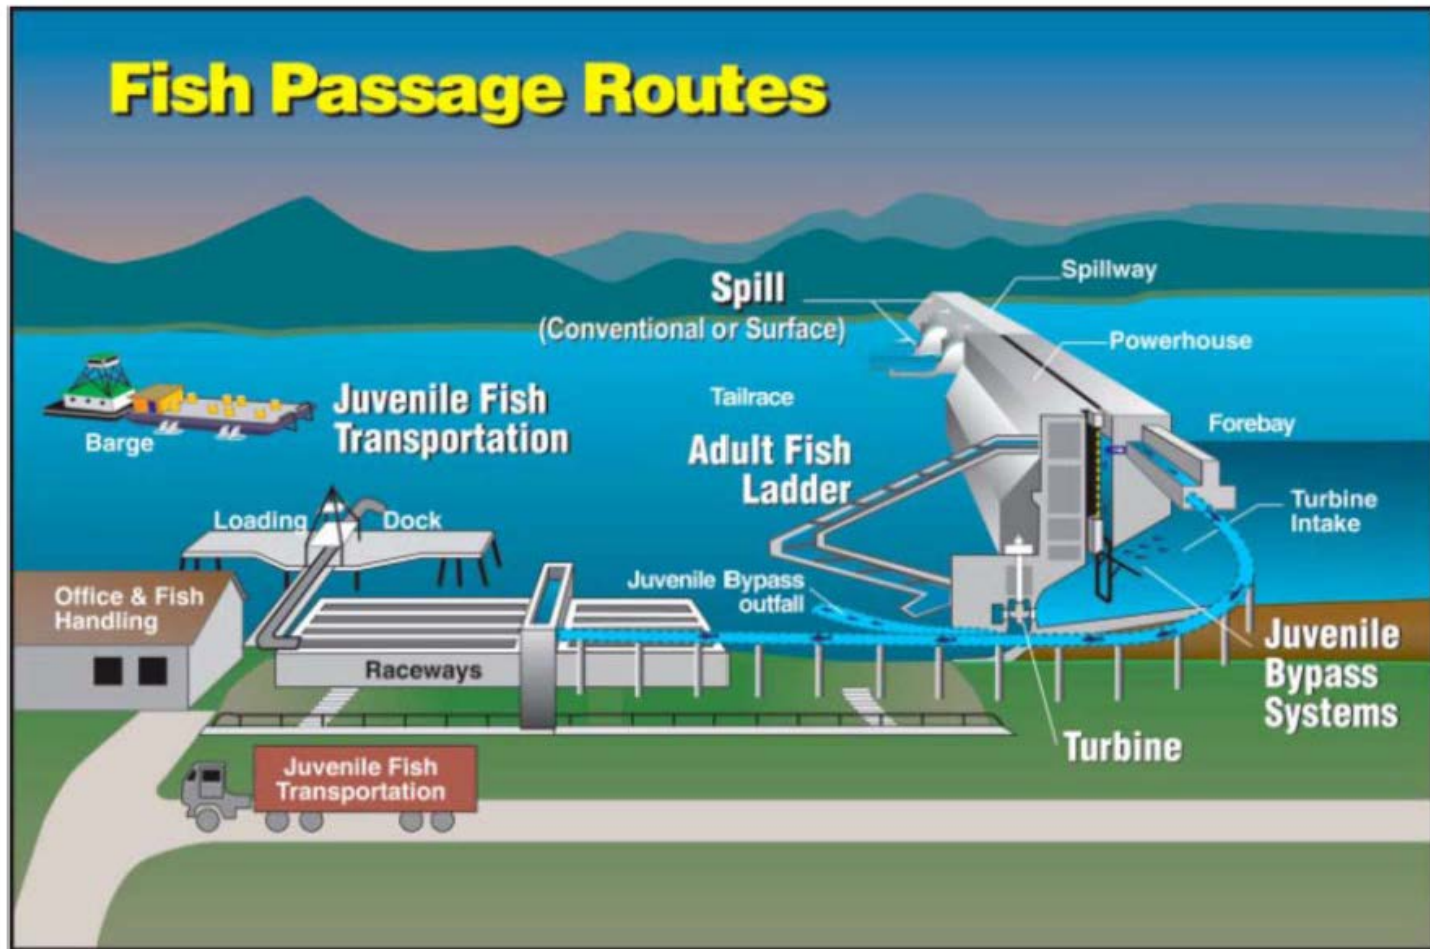 Fish Passage Routes
Spillway
Spill
(Conventional or Surface)
Powerhouse
Tailrace
Forebay
Juvenile Fish
Transportation
Barge
Adult Fish
Ladder
Turbine
Intake
Loading Dock
Juvenile Bypass
outfall
Office & Fish
Handling
Raceways
Juvenile
Bypass
Systems
Turbine
Juvenile Fish
Transportation